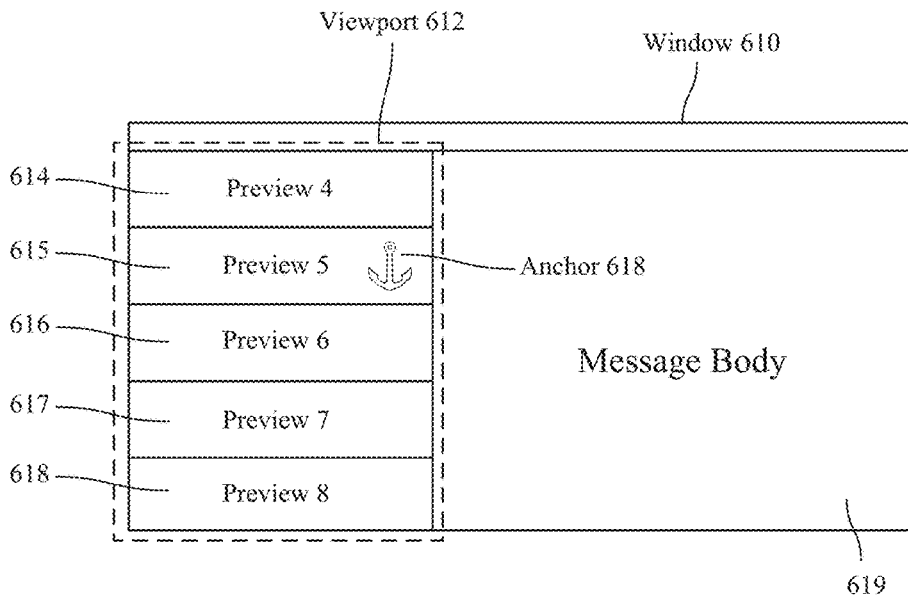 Viewport 612
Window 610
614
Preview 4
615
Preview 5
Anchor 618
616
Preview 6
Message Body
617
Preview 7
618
Preview 8
619